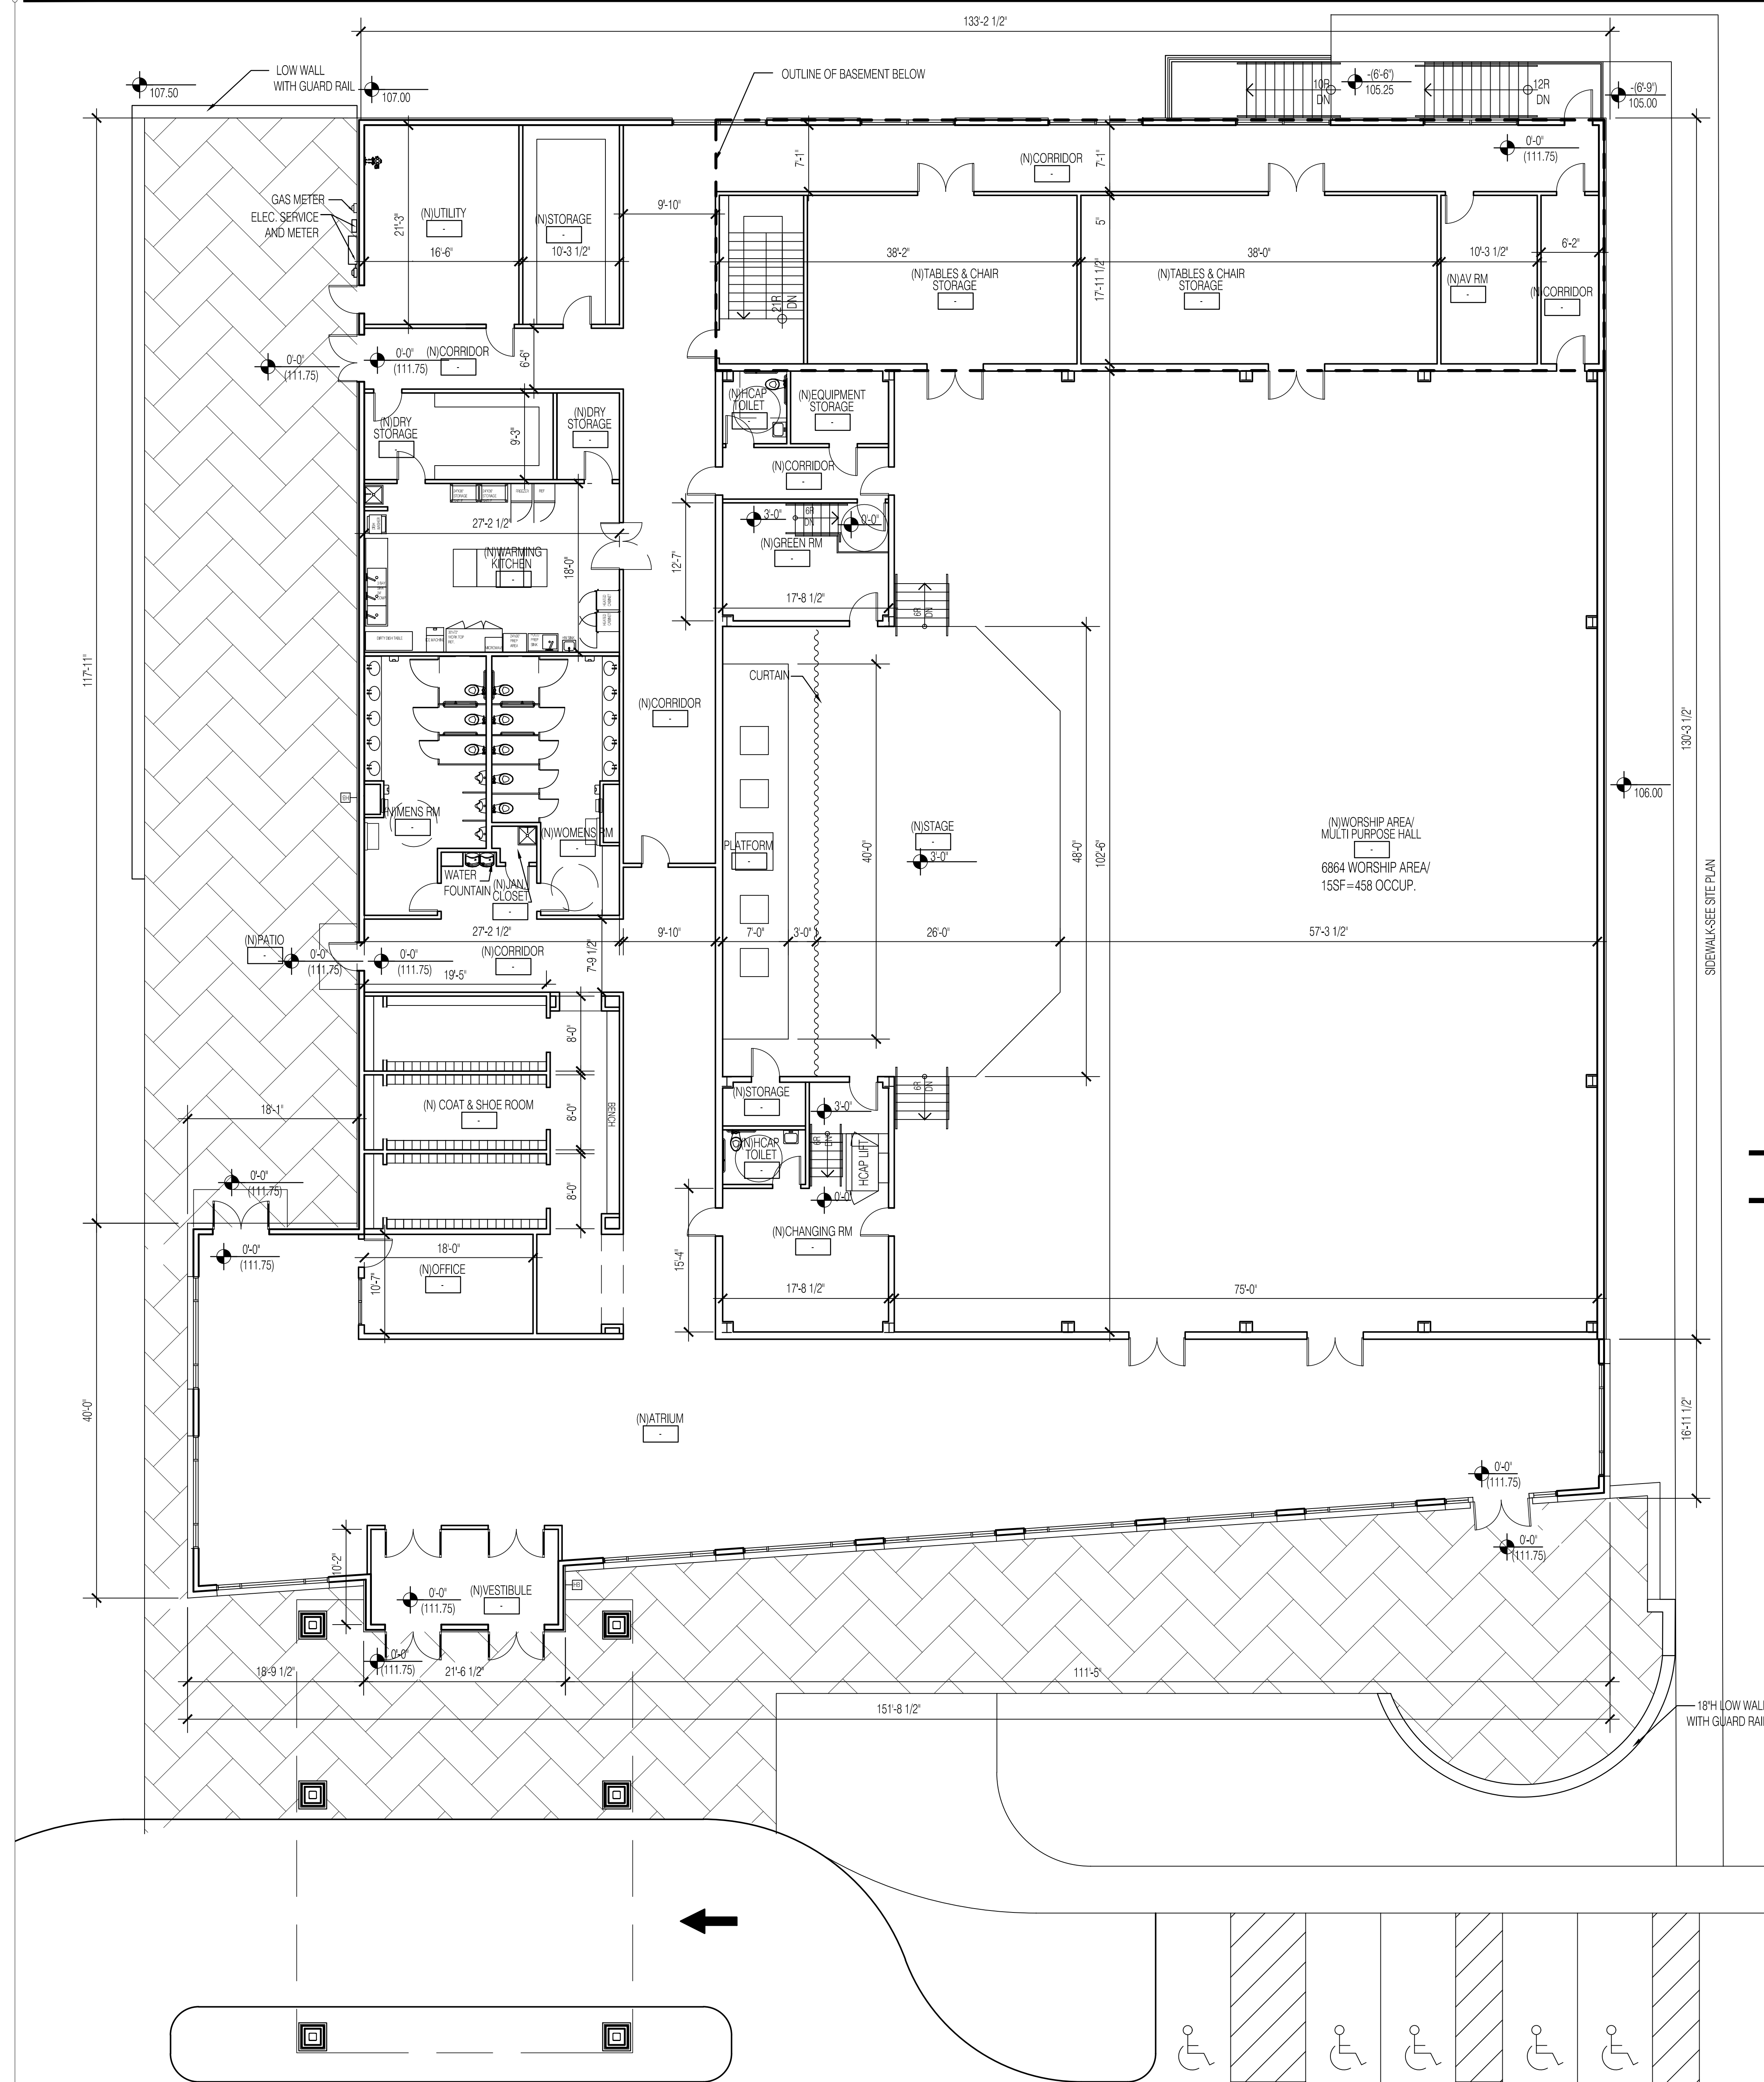 133'-2 1/2"
LOW WALL
WITH GUARD RAIL
107.50
107.00
OUTLINE OF BASEMENT BELOW
10R
DN
-(6'-6")
105.25
12R
DN
-(6'-9")
105.00
7'-1"
(N)CORRIDOR
-
7'-1"
0'-0"
(111.75)
GAS METER
ELEC. SERVICE
AND METER
21'-3"
(N)UTILITY
-
16'-6"
(N)STORAGE
-
10'-3 1/2"
9'-10"
5"
38'-2"
(N)TABLES & CHAIR
STORAGE
-
17'-11 1/2"
38'-0"
(N)TABLES & CHAIR
STORAGE
-
10'-3 1/2"
(N)AV RM
-
6'-2"
(N)CORRIDOR
-
21R
DN
0'-0"
(111.75)
0'-0"
(111.75)
(N)CORRIDOR
-
6'-6"
(N)DRY
STORAGE
-
9'-3"
(N)DRY
STORAGE
-
(N)HCAP
TOILET
-
(N)EQUIPMENT
STORAGE
-
(N)CORRIDOR
-
27'-2 1/2"
(N)WARMING
KITCHEN
-
18'-0"
FREEZER
REF.
DIRTY DISH TABLE
ICE MACHINE
MICROWAVE
12'-7"
3'-0"
6R
DN
0'-0"
(N)GREEN RM
-
17'-8 1/2"
6R
DN
117'-11"
CURTAIN
(N)CORRIDOR
-
130'-3 1/2"
106.00
(N)MENS RM
-
(N)WOMENS RM
-
WATER
FOUNTAIN
(N)JAN.
CLOSET
-
PLATFORM
-
40'-0"
(N)STAGE
-
3'-0"
48'-0"
102'-6"
(N)WORSHIP AREA/
MULTI PURPOSE HALL
-
6864 WORSHIP AREA/
15SF=458 OCCUP.
SIDEWALK-SEE SITE PLAN
HB
(N)PATIO
-
0'-0"
(111.75)
0'-0"
(111.75)
27'-2 1/2"
(N)CORRIDOR
-
7'-9 1/2"
9'-10"
7'-0"
3'-0"
26'-0"
57'-3 1/2"
19'-5"
8'-0"
8'-0"
8'-0"
(N) COAT & SHOE ROOM
-
BENCH
18'-1"
(N)STORAGE
-
3'-0"
6R
DN
6R
DN
HCAP LIFT
(N)HCAP
TOILET
-
0'-0"
0'-0"
(111.75)
0'-0"
(111.75)
18'-0"
(N)OFFICE
-
10'-7"
15'-4"
(N)CHANGING RM
-
17'-8 1/2"
75'-0"
40'-0"
(N)ATRIUM
-
16'-11 1/2"
0'-0"
(111.75)
0'-0"
(111.75)
10'-2"
0'-0"
(111.75)
(N)VESTIBULE
-
HB
0'-0"
(111.75)
18'-9 1/2"
21'-6 1/2"
111'-5"
151'-8 1/2"
18"H LOW WALL
WITH GUARD RAIL